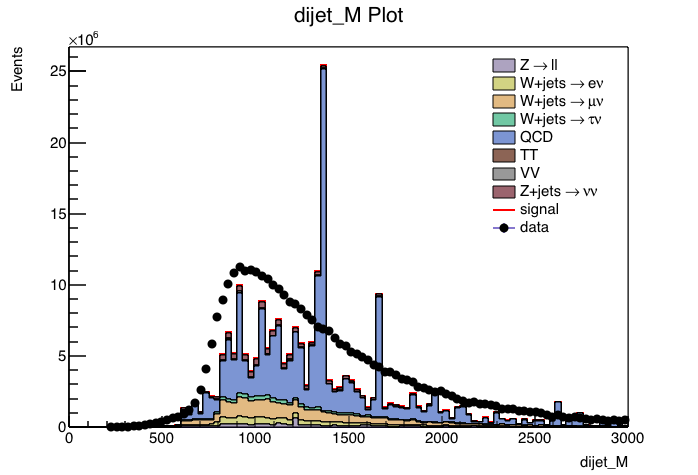 dijet_M Plot
×10⁶
Events
25
20
15
10
5
0
0 500 1000 1500 2000 2500 3000
dijet_M
Z → ll
W+jets → eν
W+jets → μν
W+jets → τν
QCD
TT
VV
Z+jets → νν
signal
data